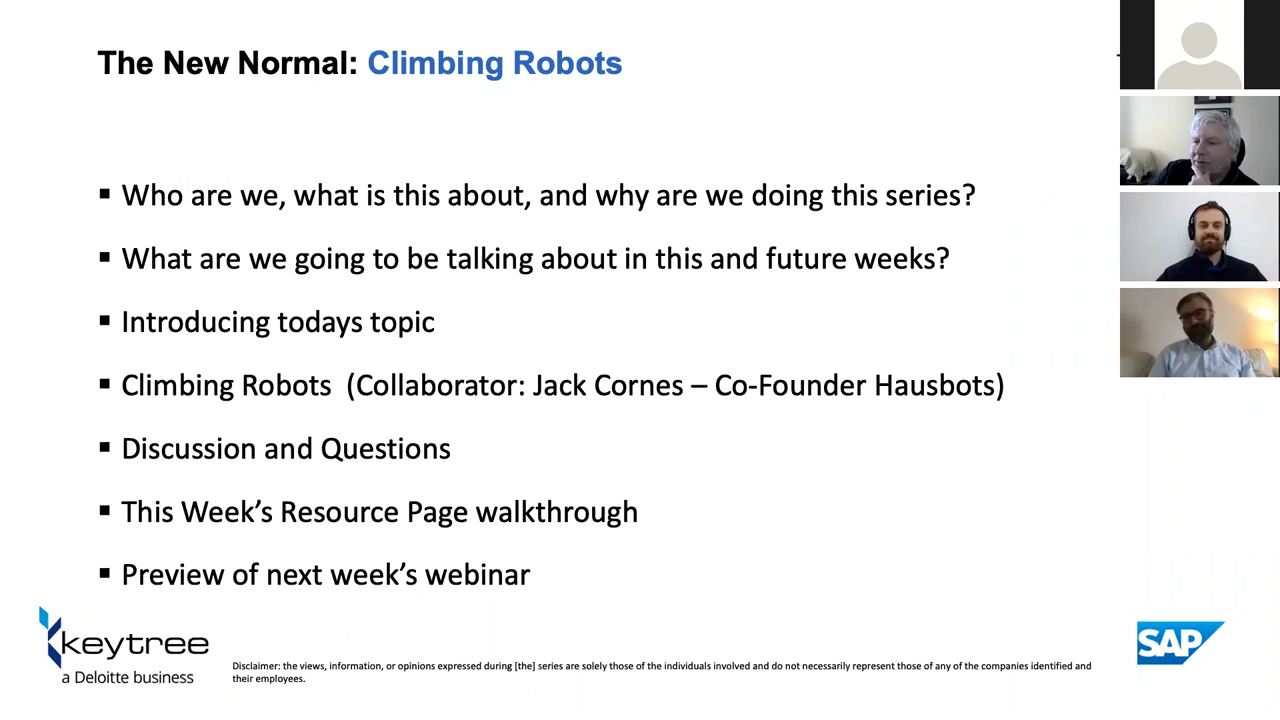 The New Normal: Climbing Robots
▪ Who are we, what is this about, and why are we doing this series?
▪ What are we going to be talking about in this and future weeks?
▪ Introducing todays topic
▪ Climbing Robots (Collaborator: Jack Cornes – Co-Founder Hausbots)
▪ Discussion and Questions
▪ This Week’s Resource Page walkthrough
▪ Preview of next week’s webinar
keytree
a Deloitte business
Disclaimer: the views, information, or opinions expressed during [the] series are solely those of the individuals involved and do not necessarily represent those of any of the companies identified and
their employees.
SAP